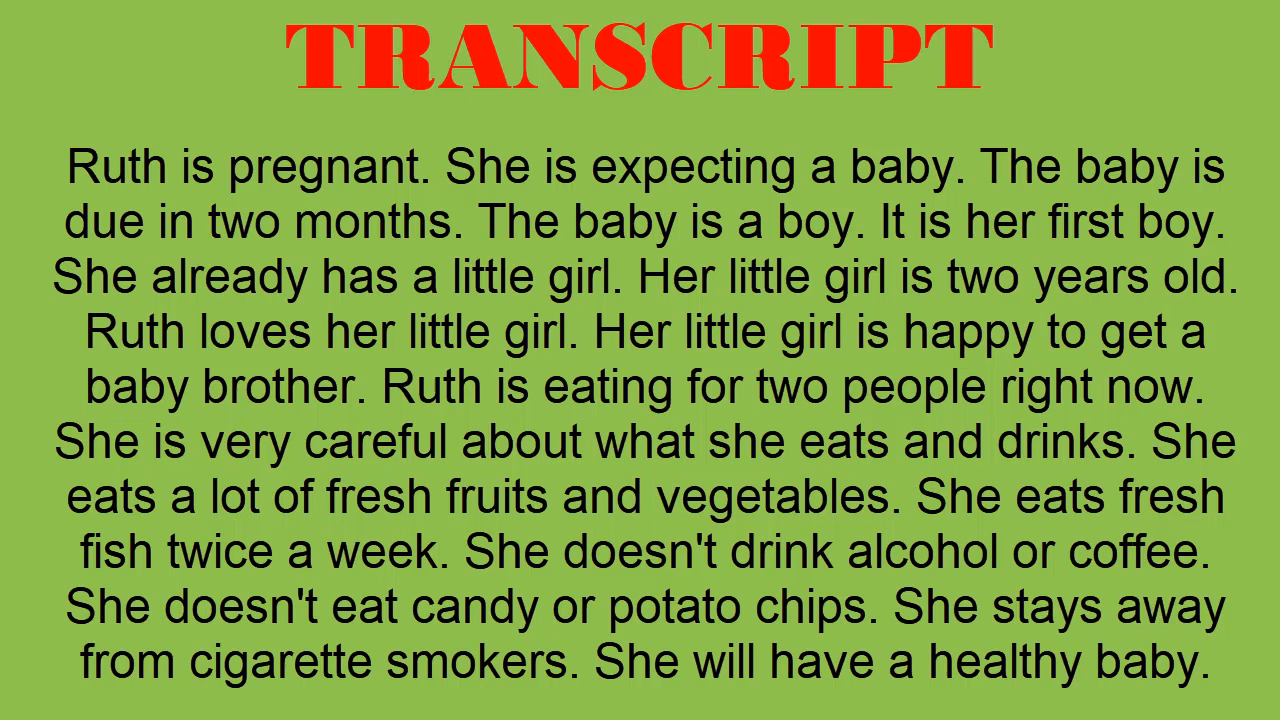 TRANSCRIPT
Ruth is pregnant. She is expecting a baby. The baby is
due in two months. The baby is a boy. It is her first boy.
She already has a little girl. Her little girl is two years old.
Ruth loves her little girl. Her little girl is happy to get a
baby brother. Ruth is eating for two people right now.
She is very careful about what she eats and drinks. She
eats a lot of fresh fruits and vegetables. She eats fresh
fish twice a week. She doesn't drink alcohol or coffee.
She doesn't eat candy or potato chips. She stays away
from cigarette smokers. She will have a healthy baby.